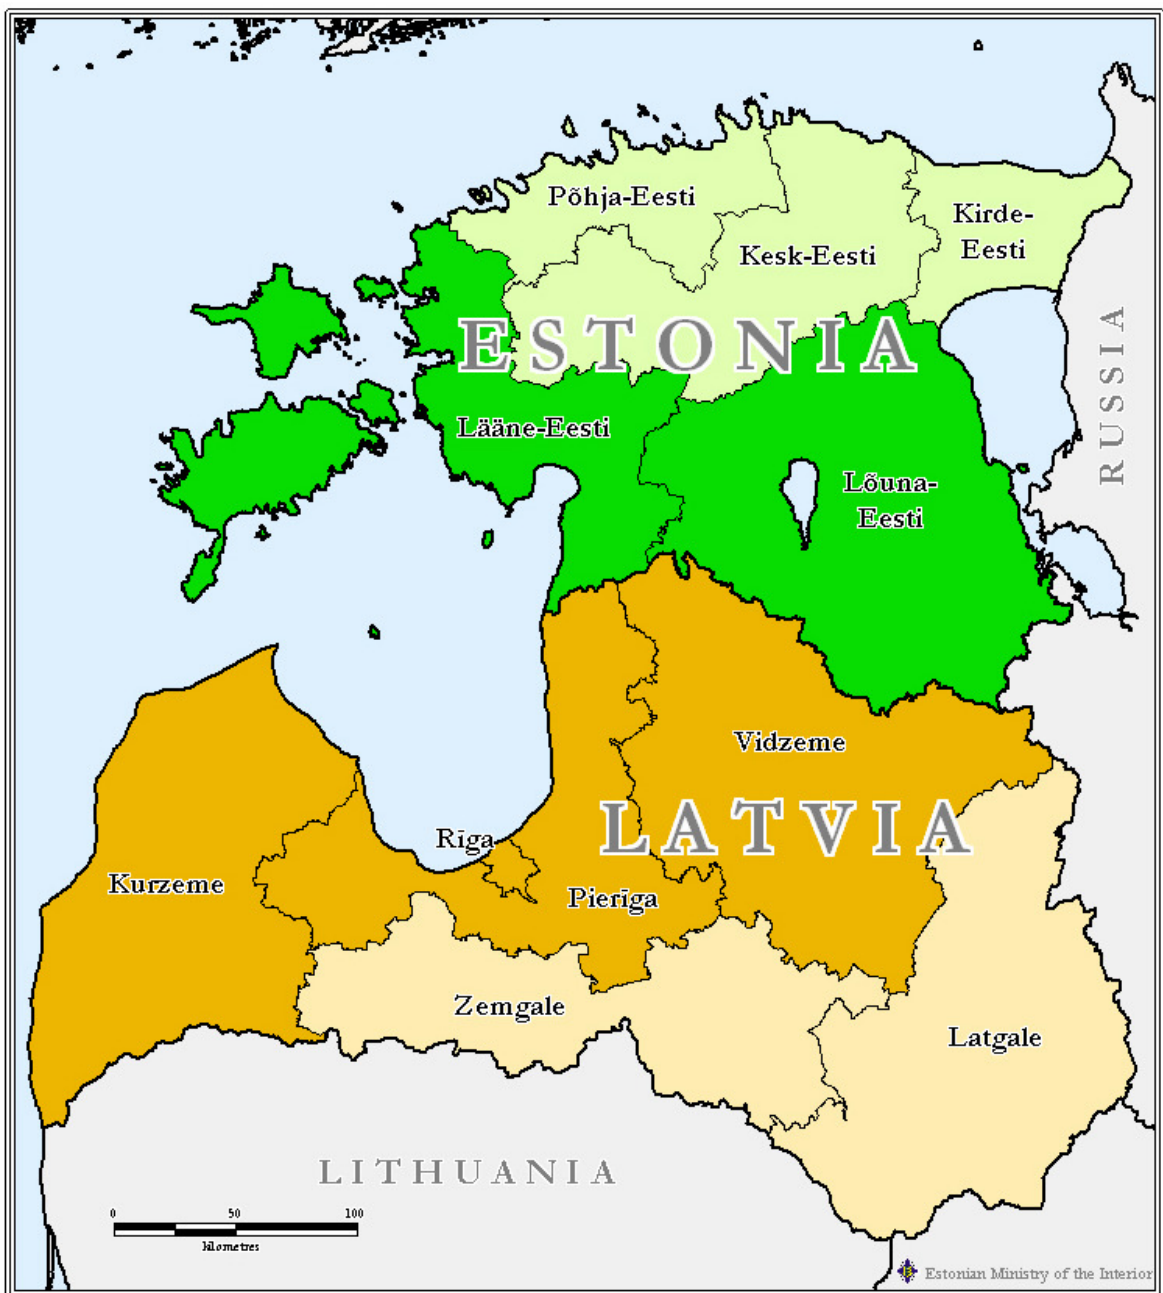 Põhja-Eesti
Kirde-
Eesti
Kesk-Eesti
ESTONIA
RUSSIA
Lääne-Eesti
Lõuna-
Eesti
Vidzeme
LATVIA
Rīga
Kurzeme
Pierīga
Zemgale
Latgale
LITHUANIA
0 50 100
kilometres
Estonian Ministry of the Interior